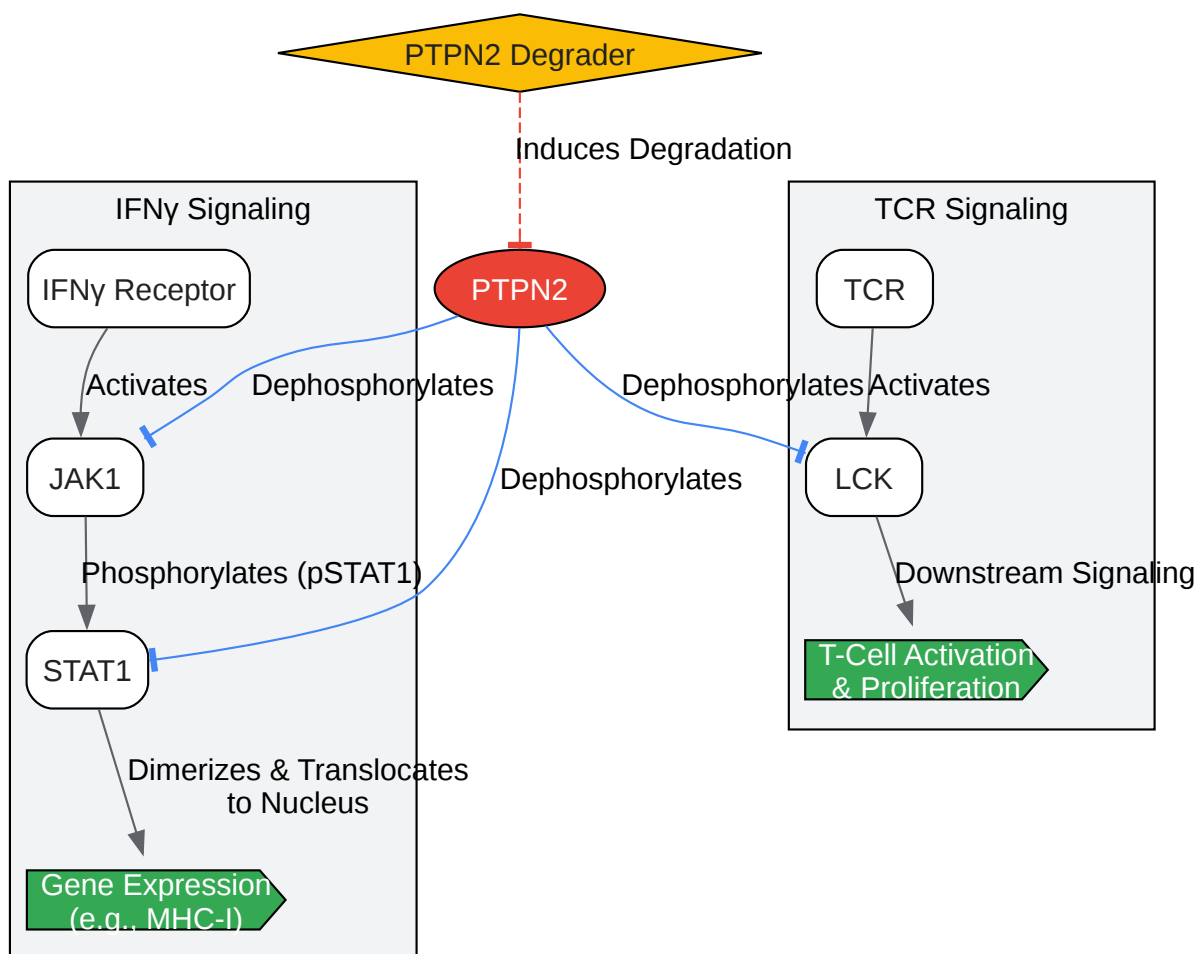 PTPN2 Degrader
Induces Degradation
IFNγ Signaling
TCR Signaling
IFNγ Receptor
PTPN2
TCR
Activates
Dephosphorylates
Dephosphorylates
Activates
JAK1
Dephosphorylates
LCK
Phosphorylates (pSTAT1)
Downstream Signaling
STAT1
T-Cell Activation
& Proliferation
Dimerizes & Translocates
to Nucleus
Gene Expression
(e.g., MHC-I)